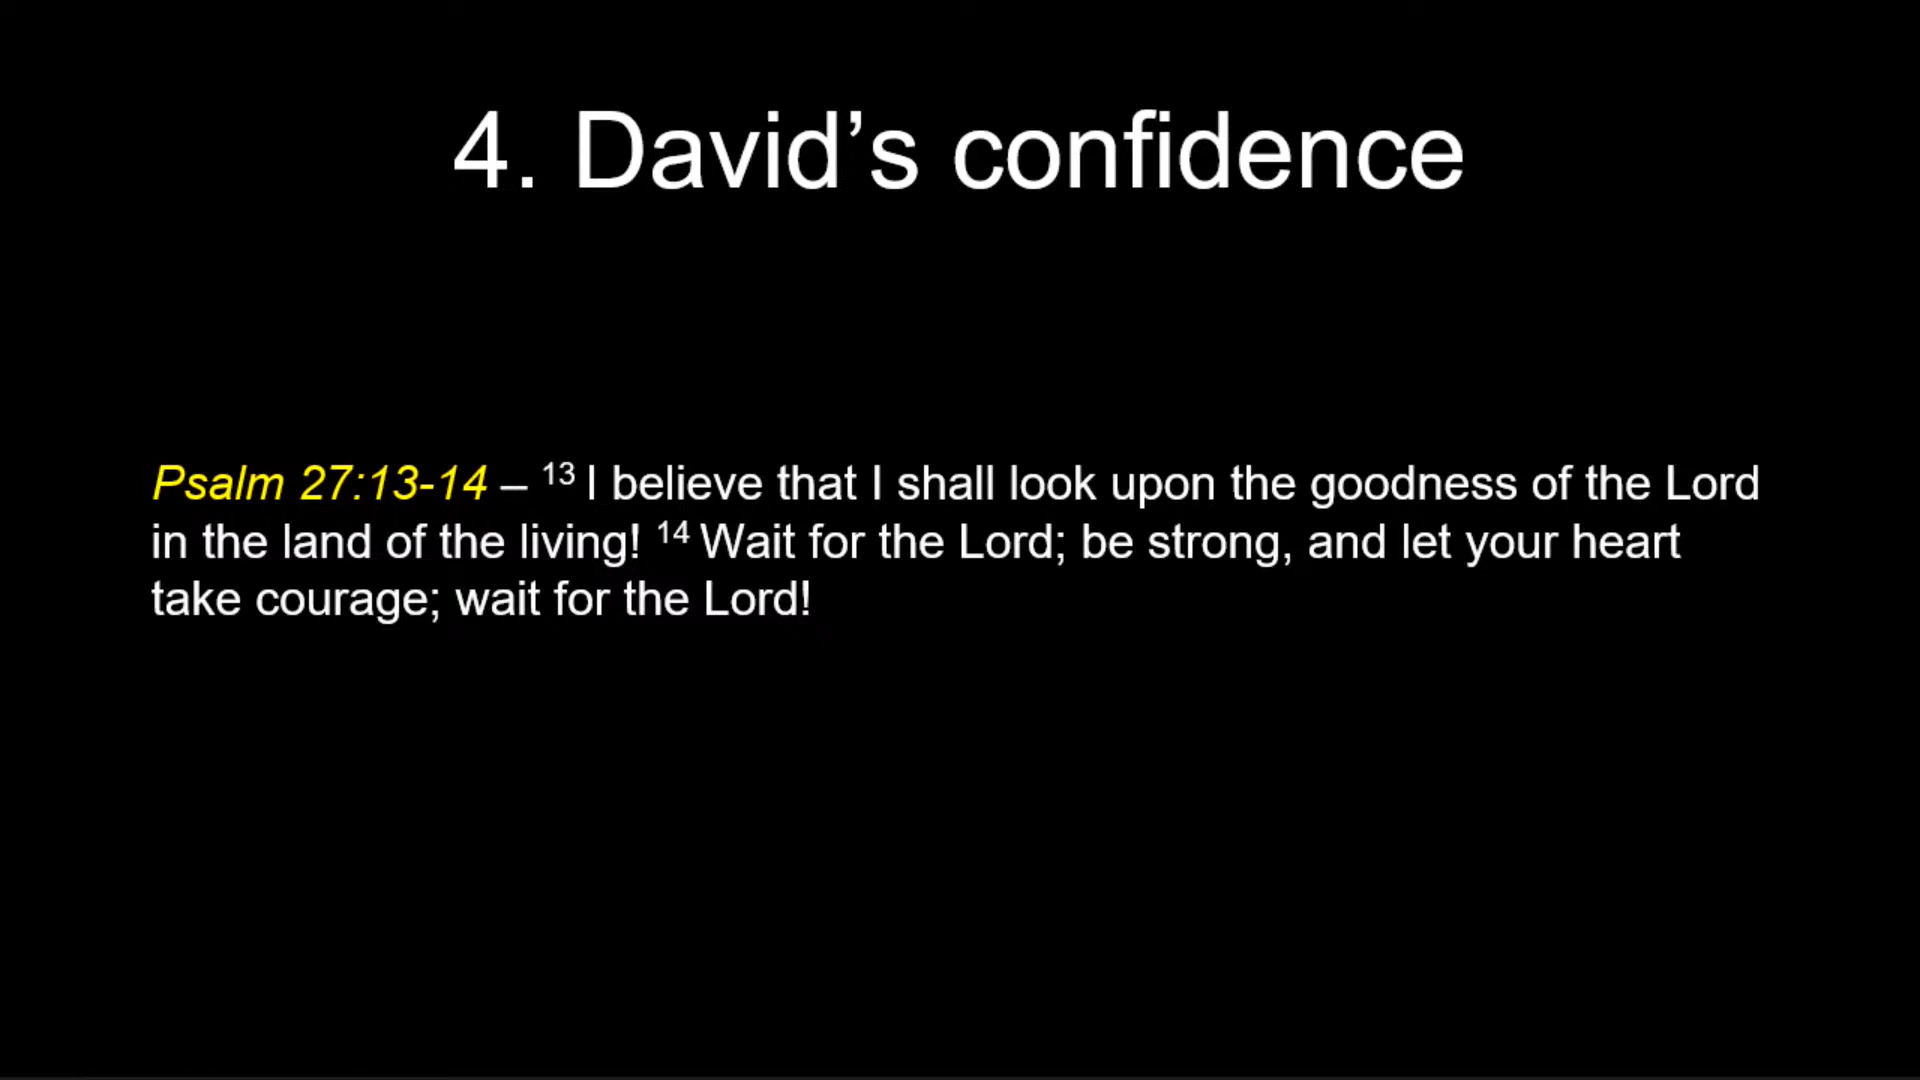 4. David’s confidence
Psalm 27:13-14 – ¹³ I believe that I shall look upon the goodness of the Lord
in the land of the living! ¹⁴ Wait for the Lord; be strong, and let your heart
take courage; wait for the Lord!